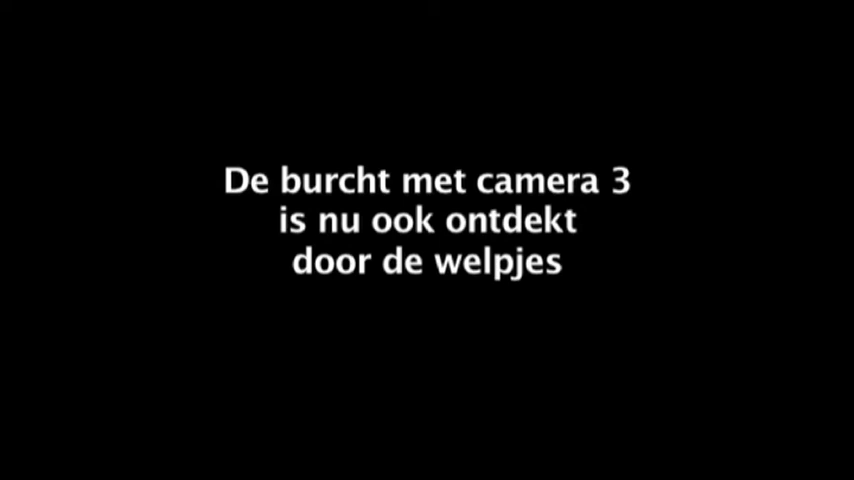 De burcht met camera 3
is nu ook ontdekt
door de welpjes